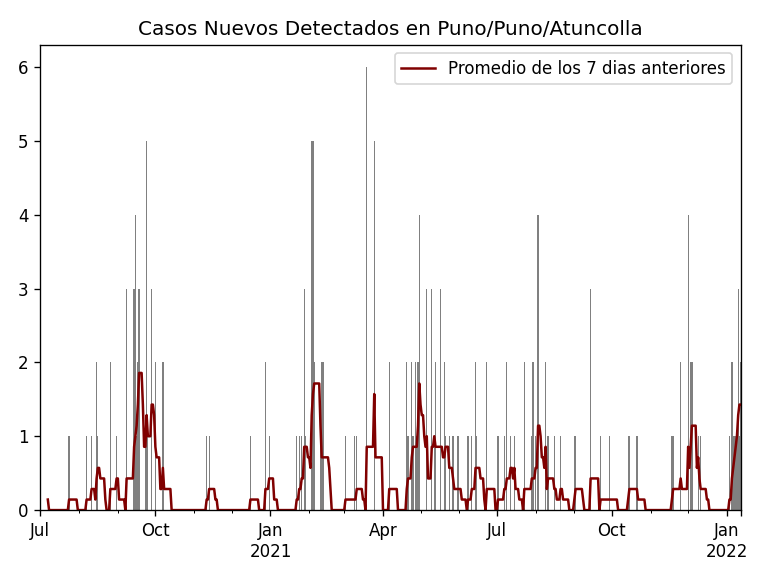 Casos Nuevos Detectados en Puno/Puno/Atuncolla
Promedio de los 7 dias anteriores
6
5
4
3
2
1
0
Jul Oct Jan Apr Jul Oct Jan
2021 2022